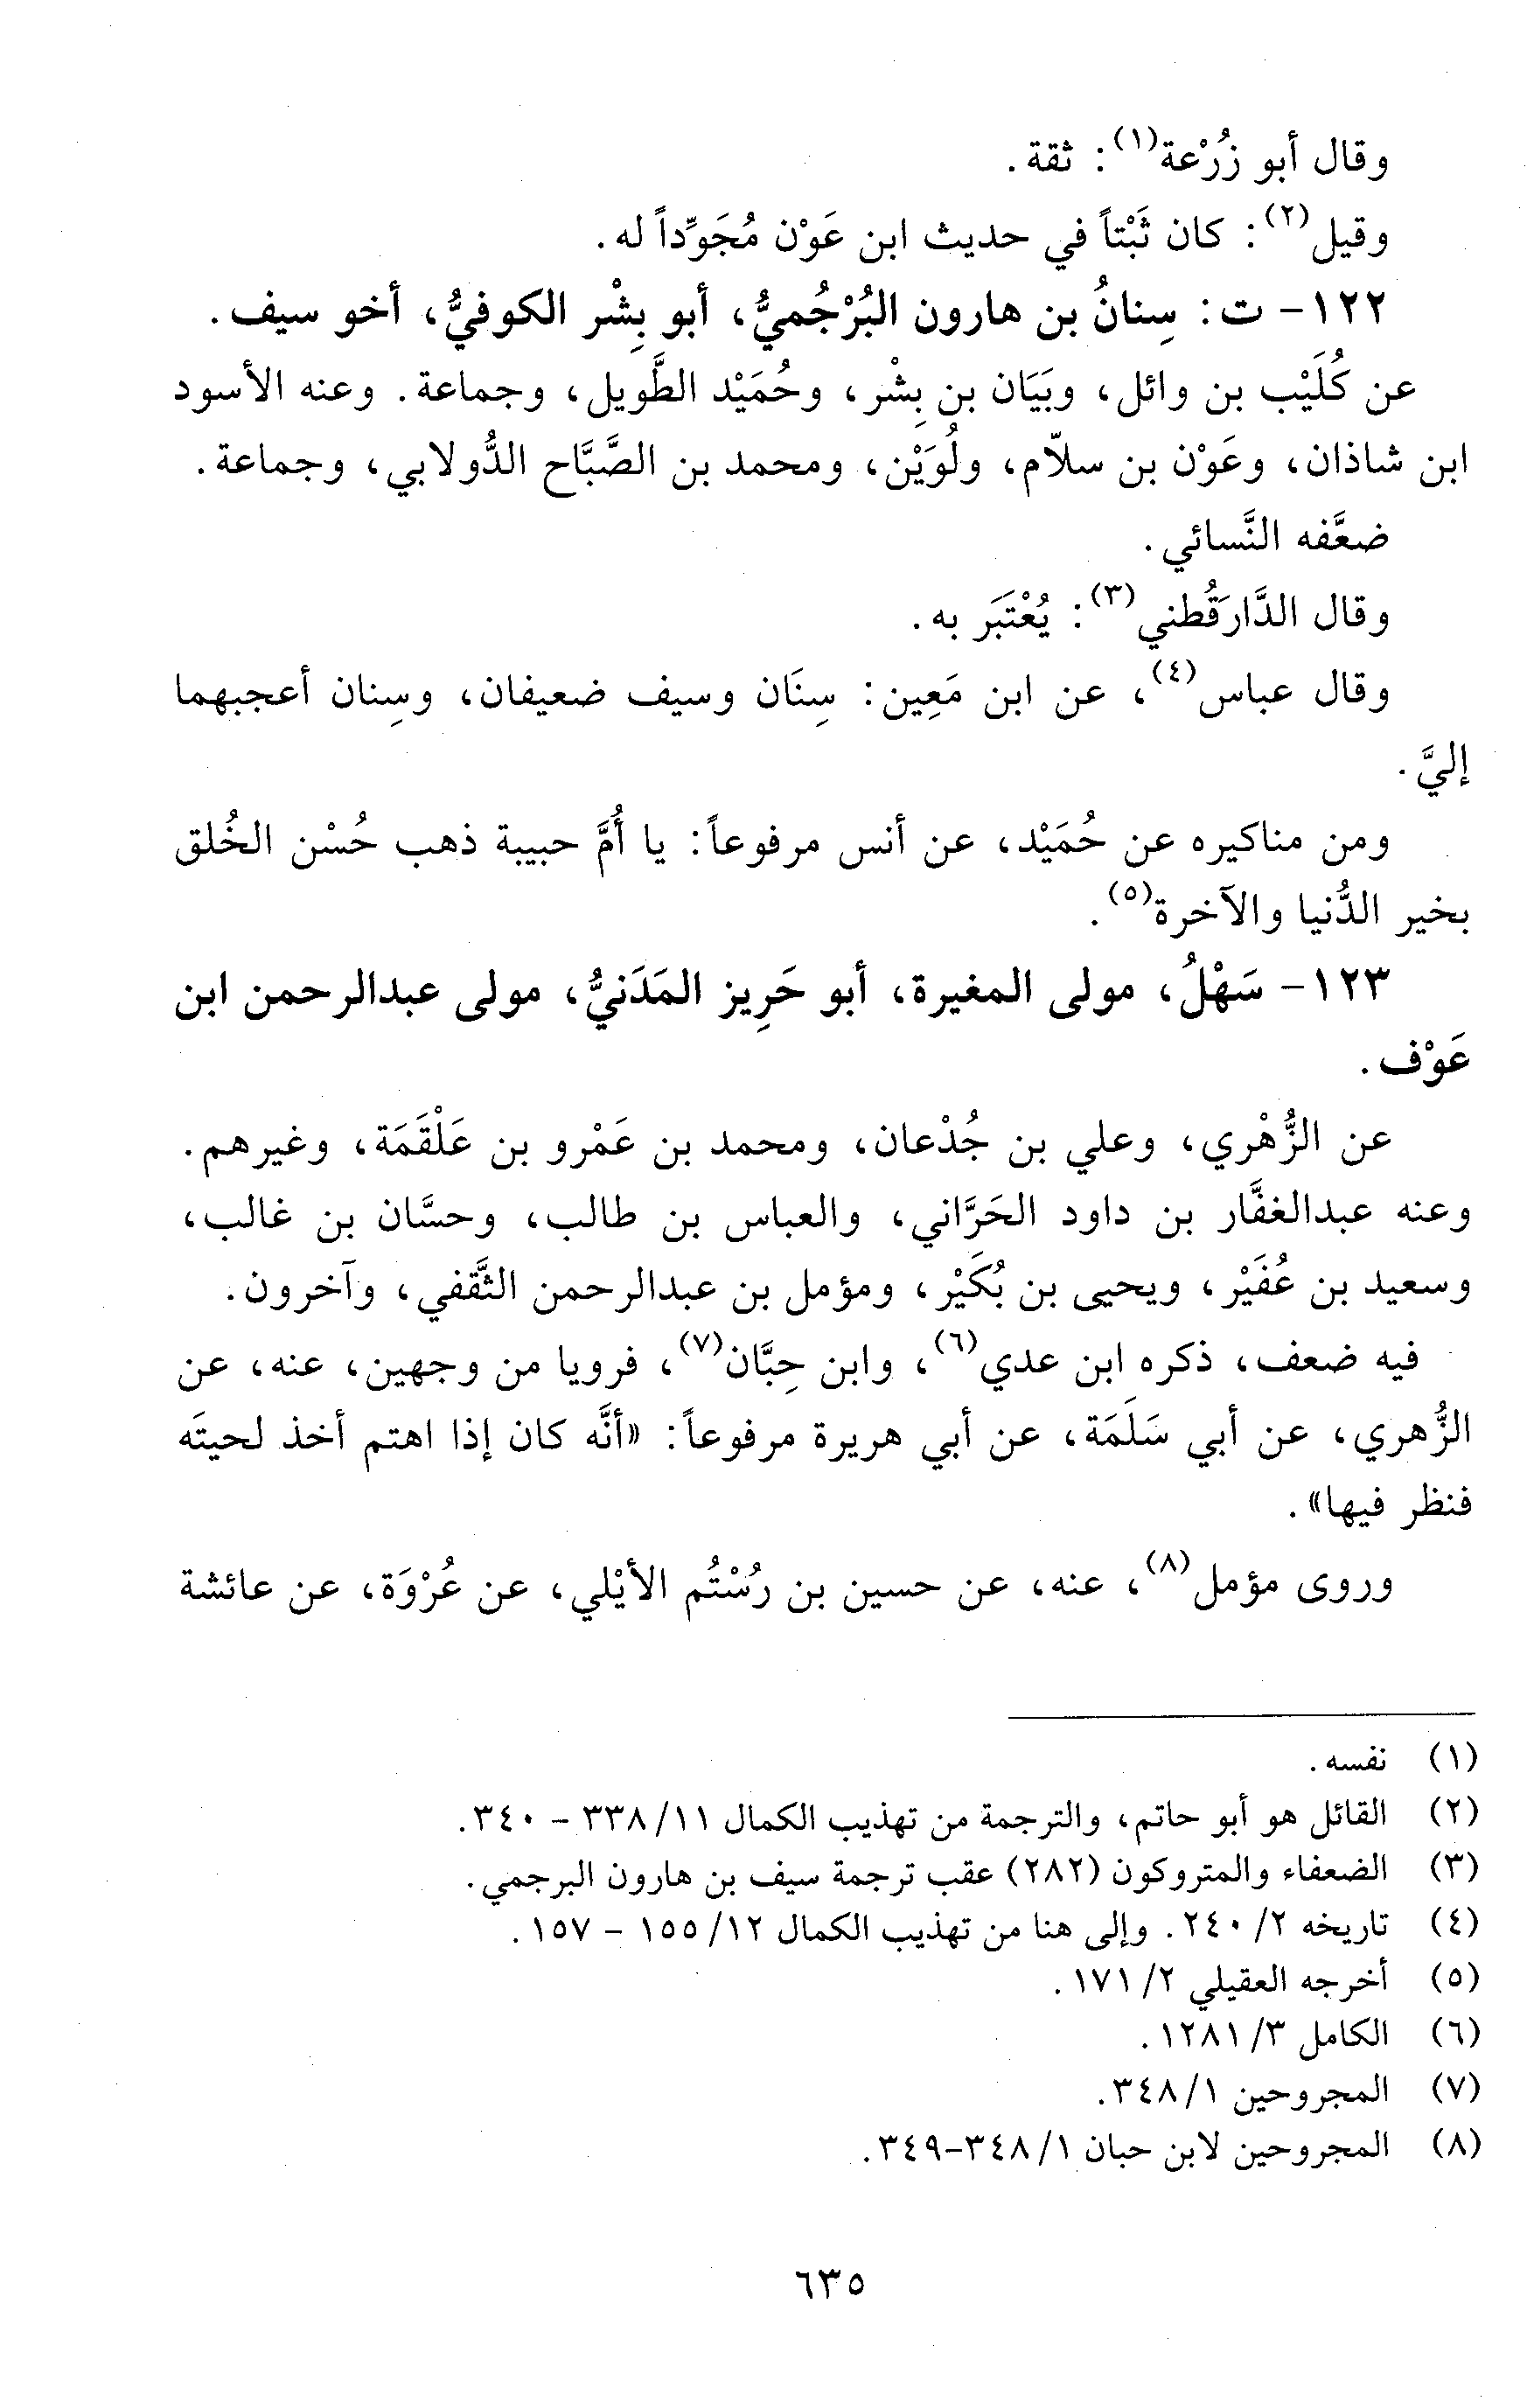 وقال أبو زُرْعة(١): ثقة.
وقيل(٢): كان ثَبْتاً في حديث ابن عَوْن مُجَوِّداً له.
١٢٢- ت: سِنانُ بن هارون البُرْجُميُّ، أبو بِشْر الكوفيُّ، أخو سيف.
عن كُلَيْب بن وائل، وبَيَان بن بِشْر، وحُمَيْد الطَّويل، وجماعة. وعنه الأسود
ابن شاذان، وعَوْن بن سلاّم، ولُوَيْن، ومحمد بن الصَّبَّاح الدُّولابي، وجماعة.
ضعَّفه النَّسائي.
وقال الدَّارَقُطني(٣): يُعْتَبَر به.
وقال عباس(٤)، عن ابن مَعِين: سِنَان وسيف ضعيفان، وسِنان أعجبهما
إليَّ.
ومن مناكيره عن حُمَيْد، عن أنس مرفوعاً: يا أُمَّ حبيبة ذهب حُسْن الخُلق
بخير الدُّنيا والآخرة(٥).
١٢٣- سَهْلُ، مولى المغيرة، أبو حَرِيز المَدَنيُّ، مولى عبدالرحمن ابن
عَوْف.
عن الزُّهْري، وعلي بن جُدْعان، ومحمد بن عَمْرو بن عَلْقَمَة، وغيرهم.
وعنه عبدالغفَّار بن داود الحَرَّاني، والعباس بن طالب، وحسَّان بن غالب،
وسعيد بن عُفَيْر، ويحيى بن بُكَيْر، ومؤمل بن عبدالرحمن الثَّقفي، وآخرون.
فيه ضعف، ذكره ابن عدي(٦)، وابن حِبَّان(٧)، فرويا من وجهين، عنه، عن
الزُّهري، عن أبي سَلَمَة، عن أبي هريرة مرفوعاً: «أنَّه كان إذا اهتم أخذ لحيتَه
فنظر فيها».
وروى مؤمل(٨)، عنه، عن حسين بن رُسْتُم الأيْلي، عن عُرْوَة، عن عائشة
(١) نفسه.
(٢) القائل هو أبو حاتم، والترجمة من تهذيب الكمال ١١/ ٣٣٨ - ٣٤٠.
(٣) الضعفاء والمتروكون (٢٨٢) عقب ترجمة سيف بن هارون البرجمي.
(٤) تاريخه ٢/ ٢٤٠. وإلى هنا من تهذيب الكمال ١٢/ ١٥٥ - ١٥٧.
(٥) أخرجه العقيلي ٢/ ١٧١.
(٦) الكامل ٣/ ١٢٨١.
(٧) المجروحين ١/ ٣٤٨.
(٨) المجروحين لابن حبان ١/ ٣٤٨-٣٤٩.
٦٣٥